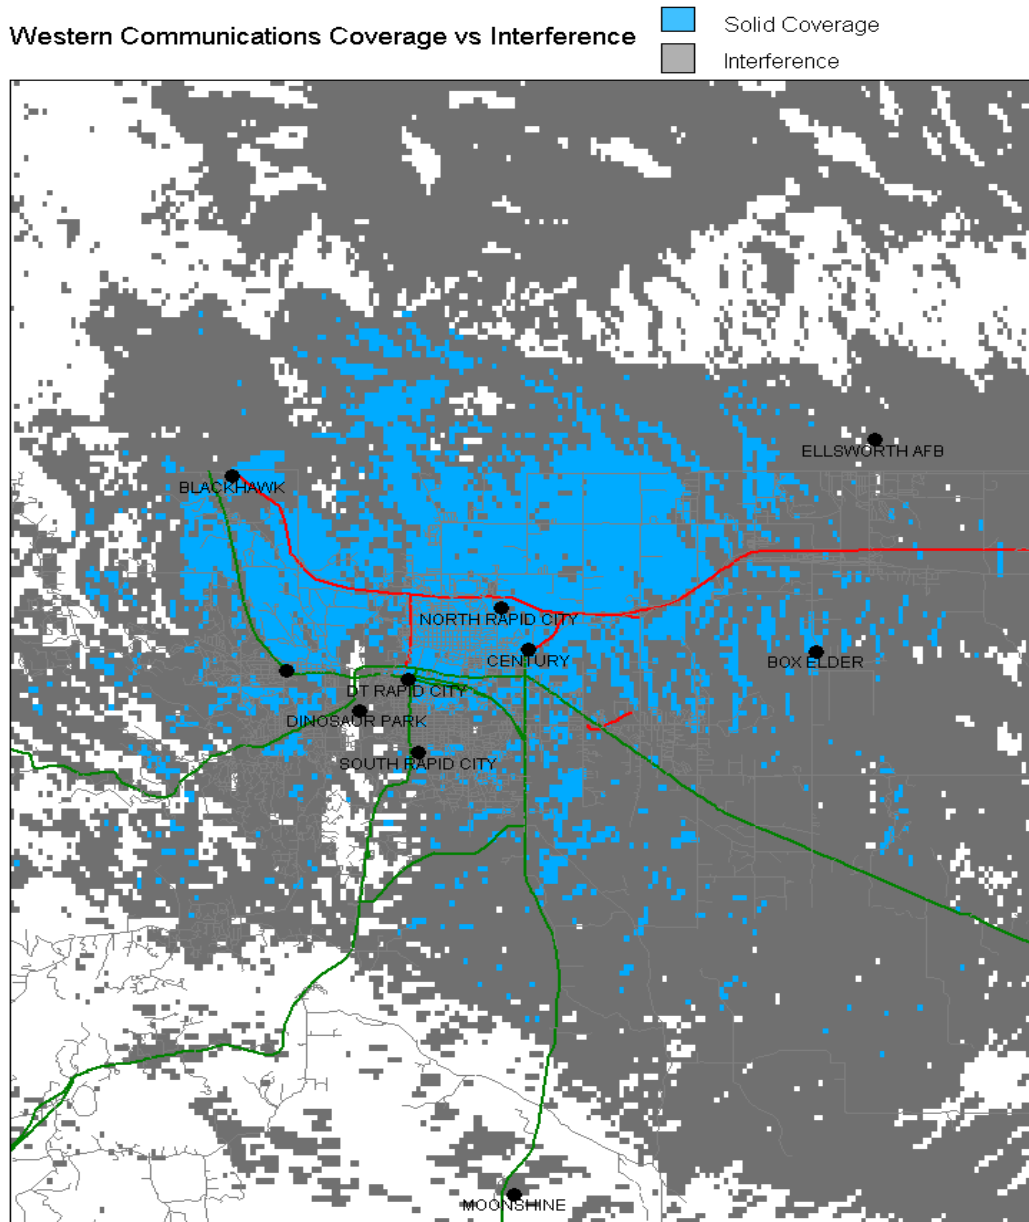 Western Communications Coverage vs Interference
Solid Coverage
Interference
ELLSWORTH AFB
BLACKHAWK
NORTH RAPID CITY
CENTURY
BOX ELDER
DT RAPID CITY
DINOSAUR PARK
SOUTH RAPID CITY
MOONSHINE